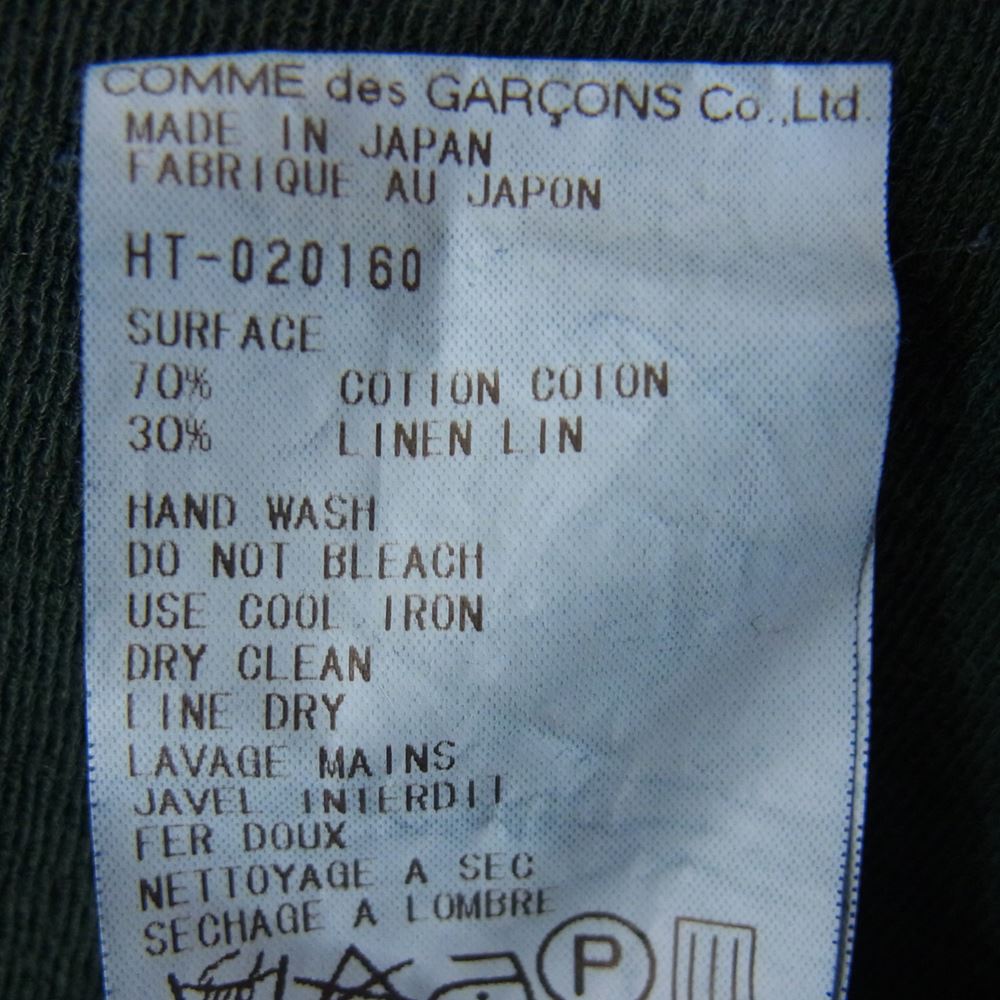 COMME des GARÇONS Co.,Ltd.
MADE IN JAPAN
FABRIQUE AU JAPON
HT-020160
SURFACE
70% COTTON COTON
30% LINEN LIN
HAND WASH
DO NOT BLEACH
USE COOL IRON
DRY CLEAN
LINE DRY
LAVAGE MAINS
JAVEL INTERDIT
FER DOUX
NETTOYAGE A SEC
SECHAGE A LOMBRE
P